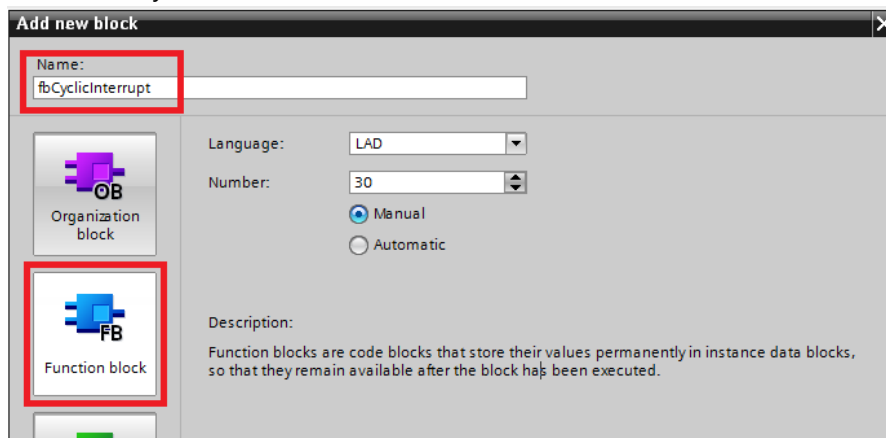 Add new block
Name:
fbCyclicInterrupt
Language:
LAD
Number:
30
Manual
Automatic
OB
Organization
block
FB
Function block
Description:
Function blocks are code blocks that store their values permanently in instance data blocks,
so that they remain available after the block has been executed.